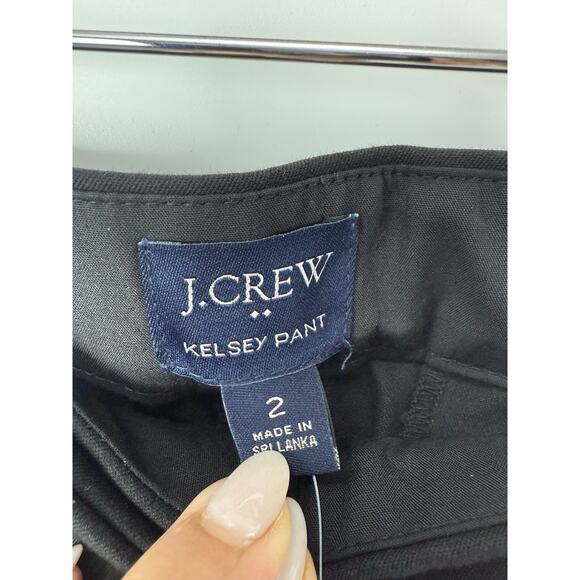 J.CREW
KELSEY PANT
2
MADE IN
SRI LANKA